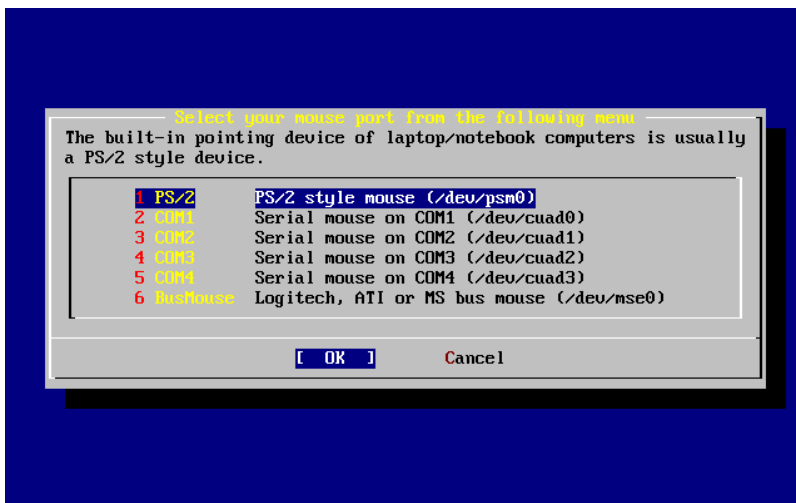 Select your mouse port from the following menu
The built-in pointing device of laptop/notebook computers is usually
a PS/2 style device.
1 PS/2 PS/2 style mouse (/dev/psm0)
2 COM1 Serial mouse on COM1 (/dev/cuad0)
3 COM2 Serial mouse on COM2 (/dev/cuad1)
4 COM3 Serial mouse on COM3 (/dev/cuad2)
5 COM4 Serial mouse on COM4 (/dev/cuad3)
6 BusMouse Logitech, ATI or MS bus mouse (/dev/mse0)
[ OK ] Cancel